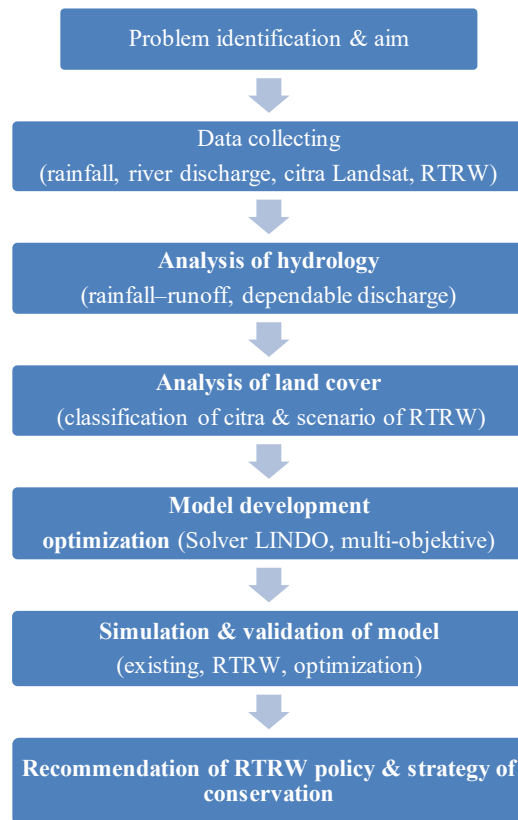 Problem identification & aim
Data collecting
(rainfall, river discharge, citra Landsat, RTRW)
Analysis of hydrology
(rainfall–runoff, dependable discharge)
Analysis of land cover
(classification of citra & scenario of RTRW)
Model development
optimization (Solver LINDO, multi-objektive)
Simulation & validation of model
(existing, RTRW, optimization)
Recommendation of RTRW policy & strategy of
conservation